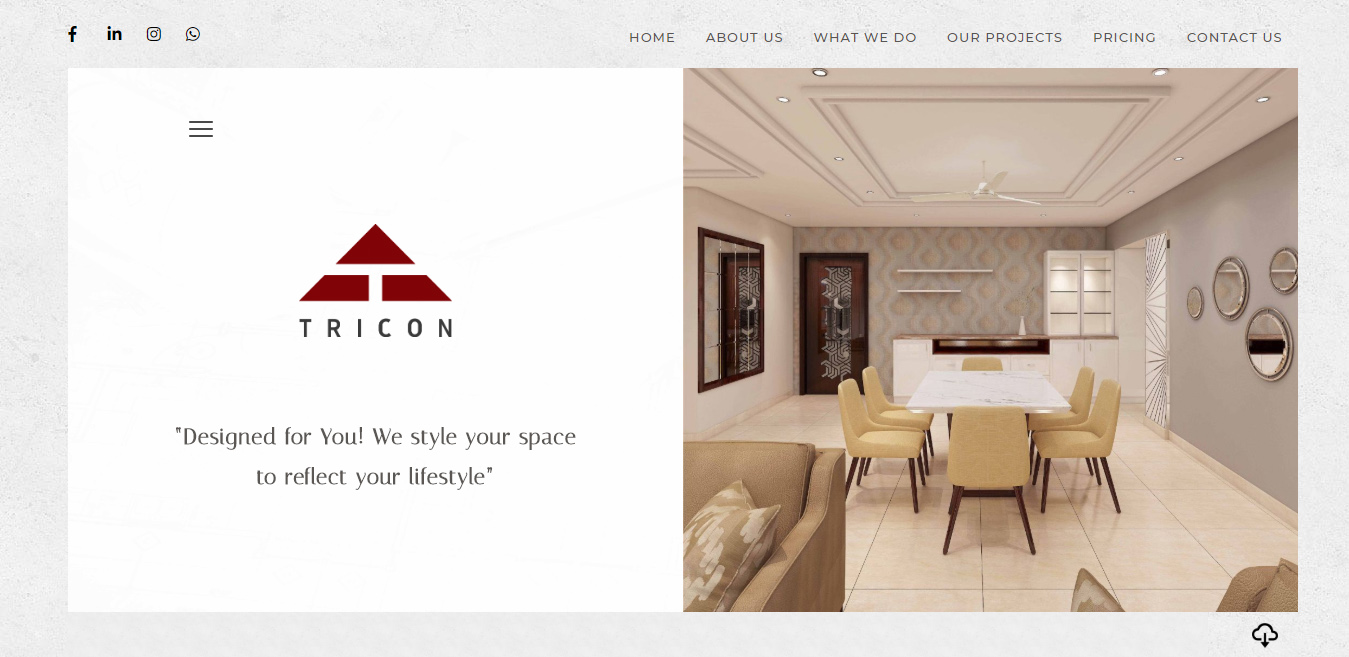 HOME ABOUT US WHAT WE DO OUR PROJECTS PRICING CONTACT US
TRICON
"Designed for You! We style your space
to reflect your lifestyle"